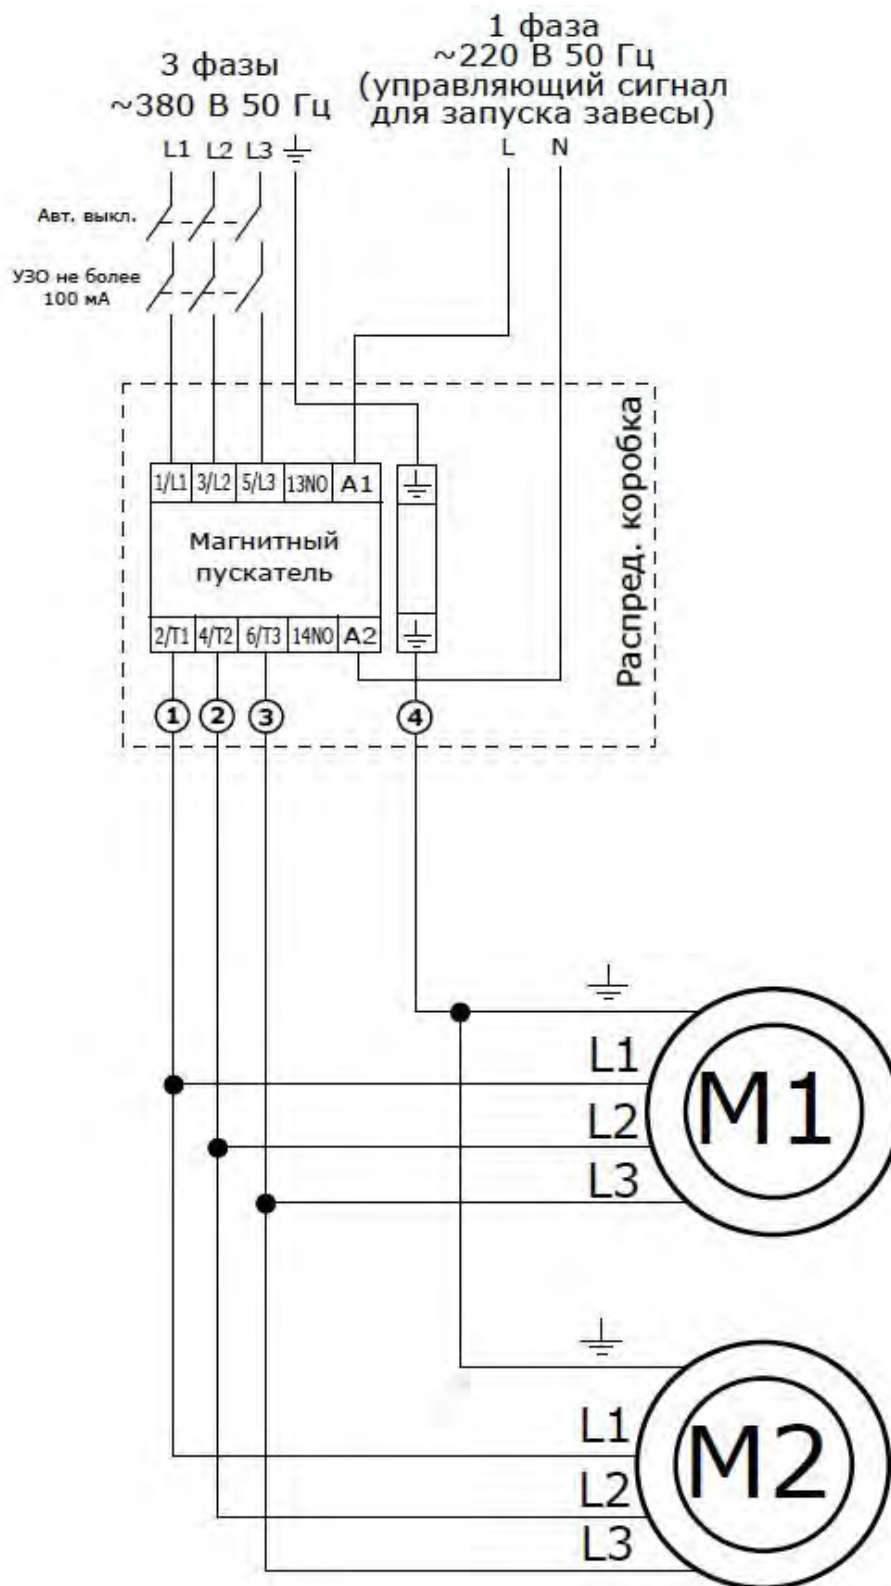 3 фазы
~380 В 50 Гц
1 фаза
~220 В 50 Гц
(управляющий сигнал
для запуска завесы)
L1 L2 L3
L N
Авт. выкл.
УЗО не более
100 мА
Распред. коробка
1/L1 3/L2 5/L3 13NO A1
Магнитный
пускатель
2/T1 4/T2 6/T3 14NO A2
1 2 3 4
L1
L2
L3
M1
L1
L2
L3
M2